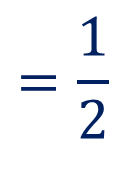 = 1/2